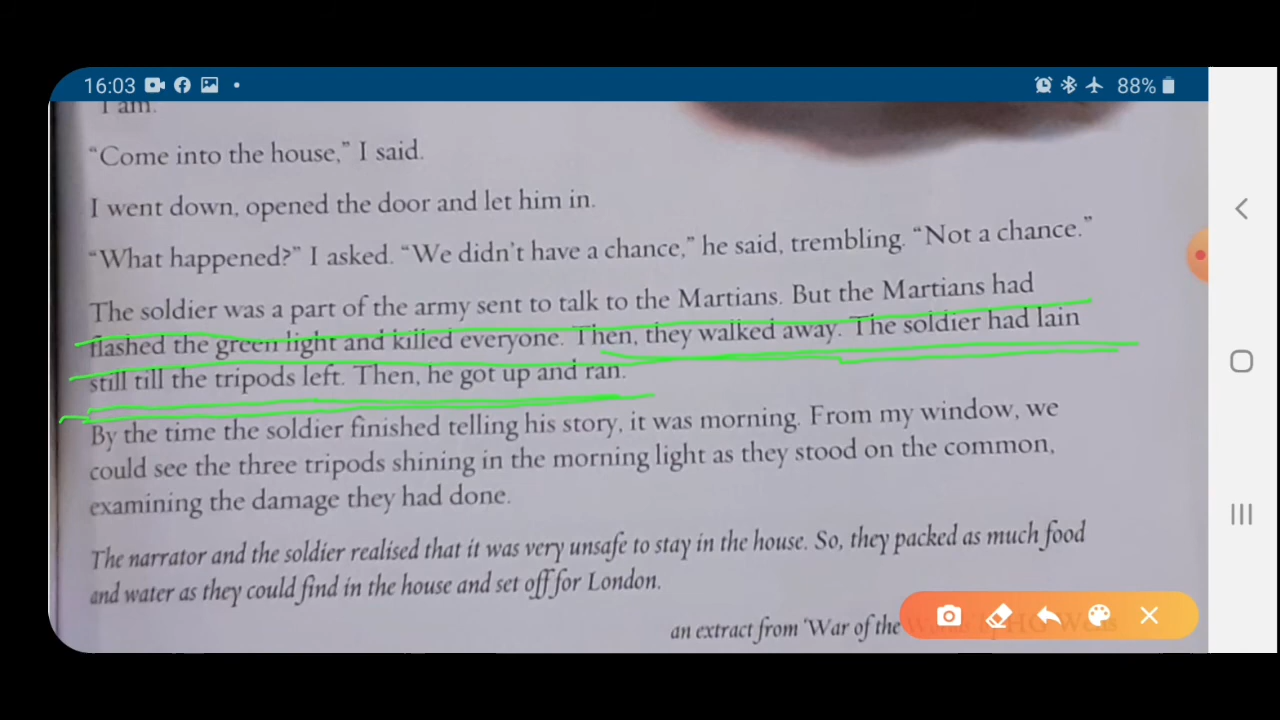 16:03
88%
I am.
“Come into the house,” I said.
I went down, opened the door and let him in.
“What happened?” I asked. “We didn’t have a chance,” he said, trembling. “Not a chance.”
The soldier was a part of the army sent to talk to the Martians. But the Martians had
flashed the green light and killed everyone. Then, they walked away. The soldier had lain
still till the tripods left. Then, he got up and ran.
By the time the soldier finished telling his story, it was morning. From my window, we
could see the three tripods shining in the morning light as they stood on the common,
examining the damage they had done.
The narrator and the soldier realised that it was very unsafe to stay in the house. So, they packed as much food
and water as they could find in the house and set off for London.
an extract from ‘War of the HG Wells